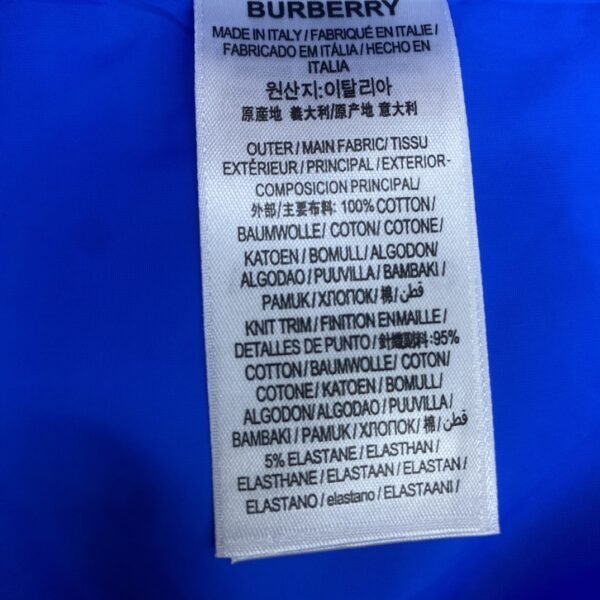 BURBERRY
MADE IN ITALY / FABRIQUÉ EN ITALIE /
FABRICADO EM ITÁLIA / HECHO EN
ITALIA
원산지:이탈리아
原産地 義大利/原产地 意大利
OUTER / MAIN FABRIC/ TISSU
EXTÉRIEUR / PRINCIPAL / EXTERIOR-
COMPOSICION PRINCIPAL/
外部/主要布料: 100% COTTON/
BAUMWOLLE/ COTON/ COTONE/
KATOEN / BOMULL/ ALGODON/
ALGODAO / PUUVILLA / BAMBAKI /
PAMUK / ХЛОПОК/ 棉/ قطن/
KNIT TRIM / FINITION EN MAILLE /
DETALLES DE PUNTO / 針織副料:95%
COTTON / BAUMWOLLE/ COTON/
COTONE/ KATOEN / BOMULL/
ALGODON/ ALGODAO / PUUVILLA /
BAMBAKI / PAMUK / ХЛОПОК/ 棉/ قطن/
5% ELASTANE / ELASTHAN /
ELASTHANE / ELASTAAN / ELASTAN /
ELASTANO / elastano / ELASTAANI /